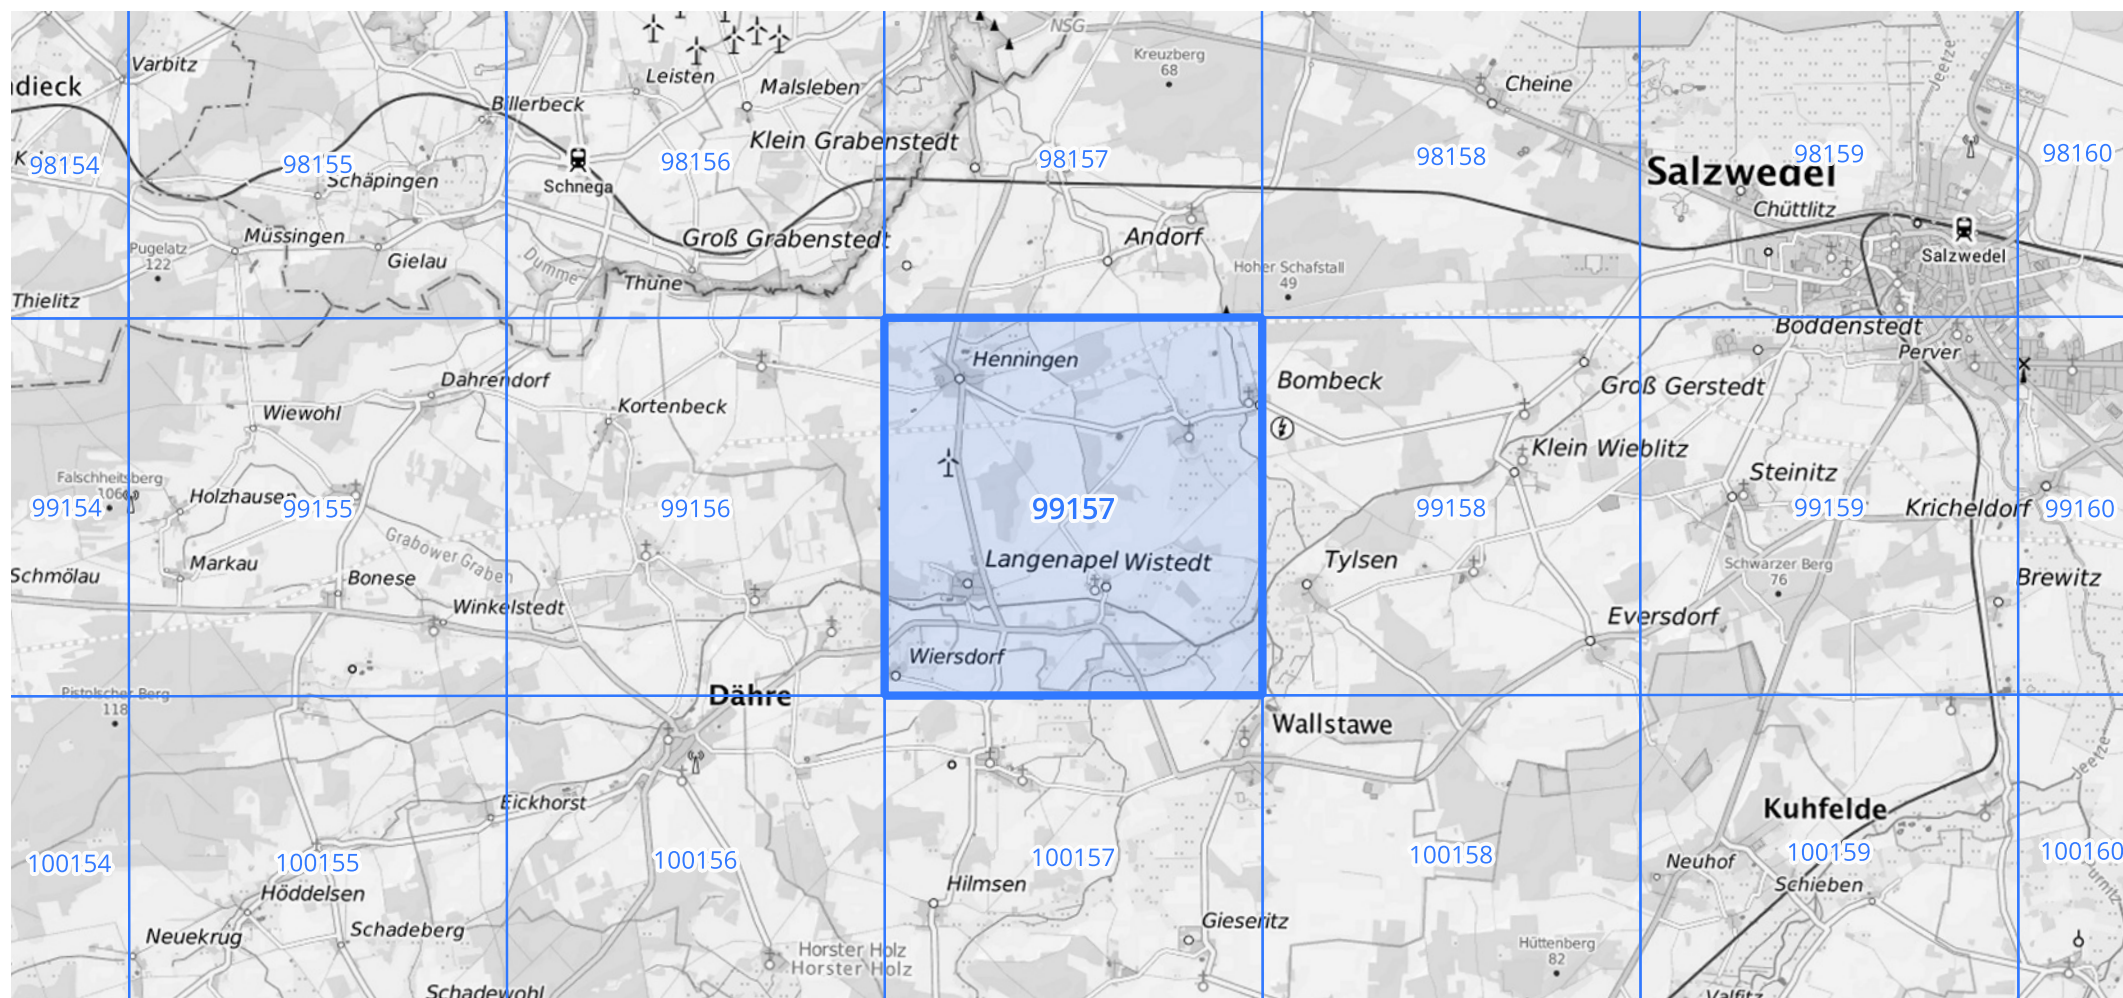 NSG
Varbitz
Leisten
Kreuzberg
68
Jeetze
dieck
Malsleben
Cheine
Billerbeck
Klein Grabenstedt
98154
98155
98156
98157
98158
98159
98160
Schäpingen
Schnega
Salzwedel
Chüttlitz
Müssingen
Groß Grabenstedt
Andorf
Pugelatz
122
Gielau
Dumme
Thune
Hoher Schafstall
49
Salzwedel
Thielitz
Boddenstedt
Perver
Henningen
Dahrendorf
Bombeck
Groß Gerstedt
Wiewohl
Kortenbeck
Klein Wieblitz
Falschheitsberg
106
Steinitz
Holzhausen
99154
99155
99156
99157
99158
99159
Kricheldorf
99160
Grabower Graben
Markau
Langenapel
Wistedt
Tylsen
Schwarzer Berg
76
Schmölau
Bonese
Brewitz
Winkelstedt
Eversdorf
Wiersdorf
Pistolscher Berg
118
Dähre
Wallstawe
Jeetze
Eickhorst
Kuhfelde
100154
100155
100156
100157
100158
100159
100160
Neuhof
Höddelsen
Hilmsen
Schieben
Neuekrug
Schadeberg
Gieseritz
Horster Holz
Horster Holz
Hüttenberg
82
Schadewohl
Valfitz